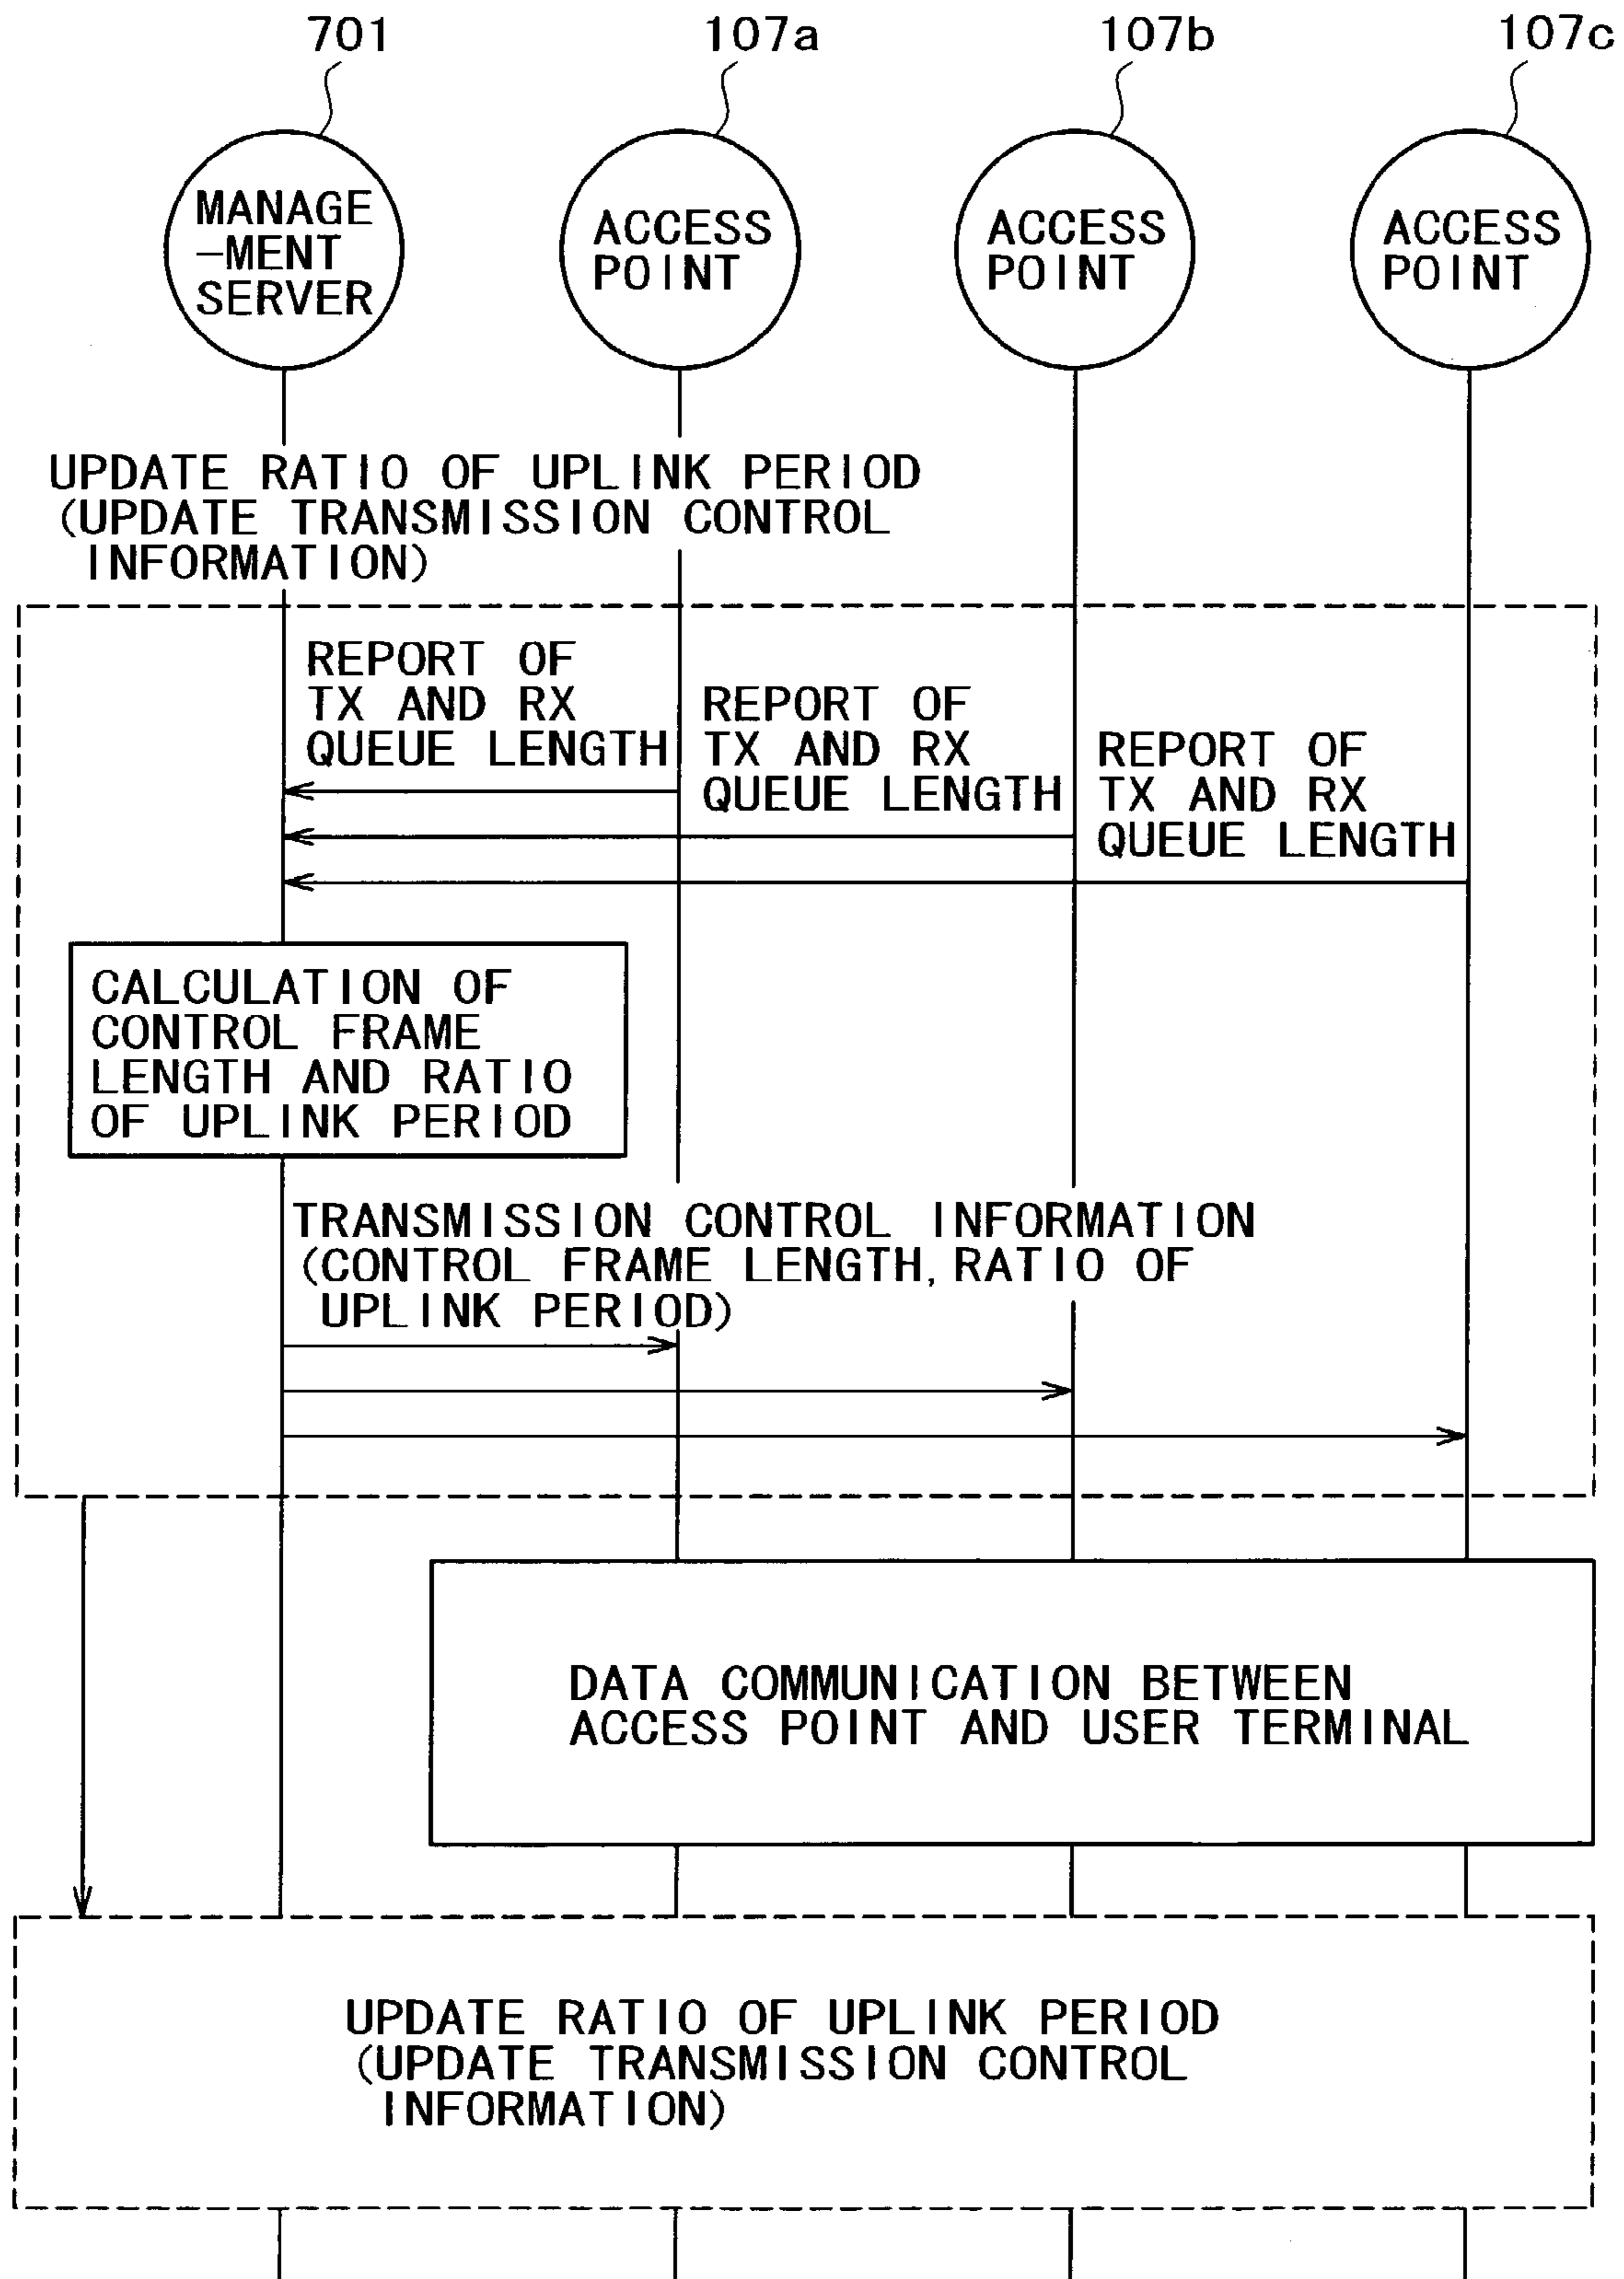 701
107a
107b
107c
MANAGE
-MENT
SERVER
ACCESS
POINT
ACCESS
POINT
ACCESS
POINT
UPDATE RATIO OF UPLINK PERIOD
(UPDATE TRANSMISSION CONTROL
INFORMATION)
REPORT OF
TX AND RX
QUEUE LENGTH
REPORT OF
TX AND RX
QUEUE LENGTH
REPORT OF
TX AND RX
QUEUE LENGTH
CALCULATION OF
CONTROL FRAME
LENGTH AND RATIO
OF UPLINK PERIOD
TRANSMISSION CONTROL INFORMATION
(CONTROL FRAME LENGTH, RATIO OF
UPLINK PERIOD)
DATA COMMUNICATION BETWEEN
ACCESS POINT AND USER TERMINAL
UPDATE RATIO OF UPLINK PERIOD
(UPDATE TRANSMISSION CONTROL
INFORMATION)